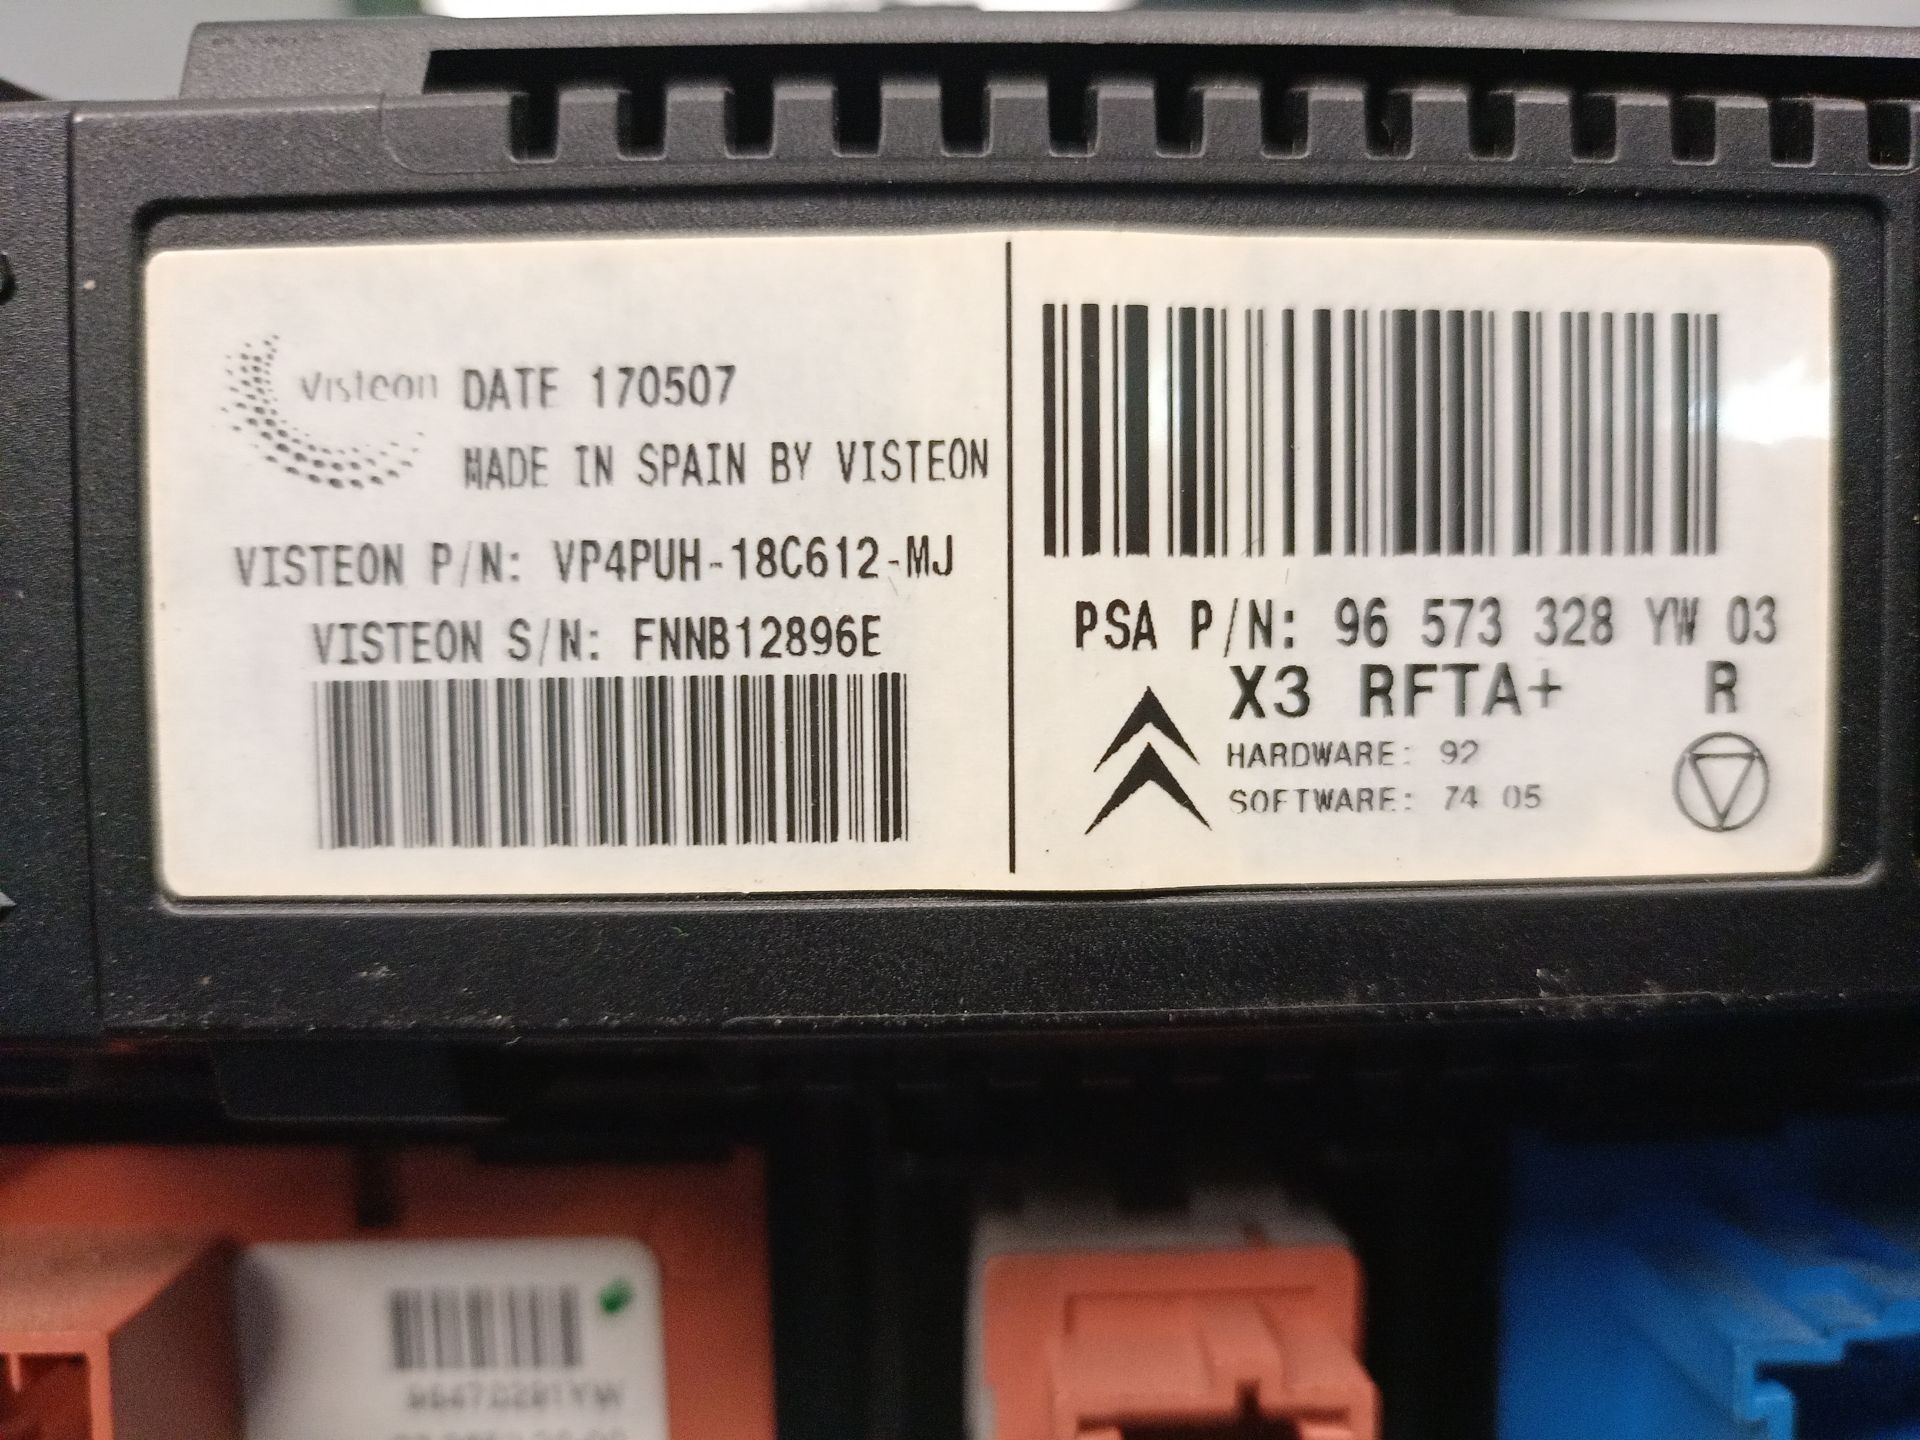 Visteon DATE 170507
MADE IN SPAIN BY VISTEON
VISTEON P/N: VP4PUH-18C612-MJ
VISTEON S/N: FNNB12896E
PSA P/N: 96 573 328 YW 03
X3 RFTA+ R
HARDWARE: 92
SOFTWARE: 74 05